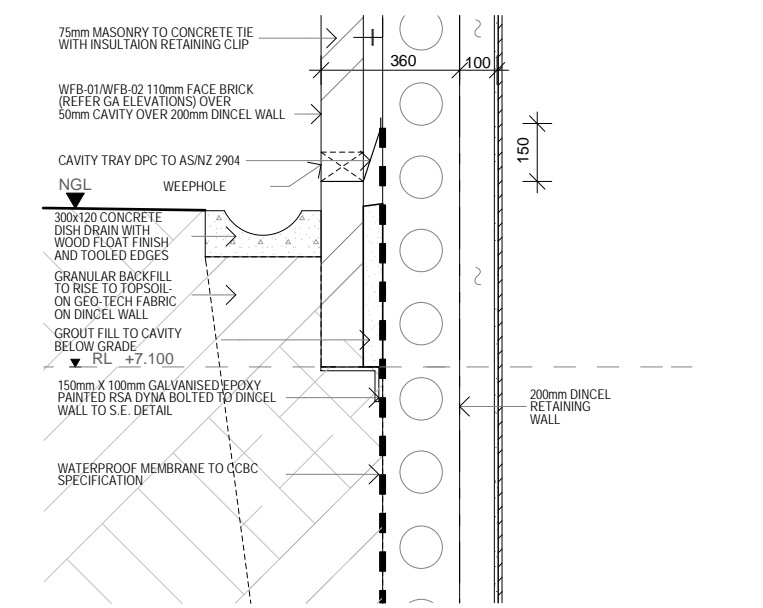 75mm MASONRY TO CONCRETE TIE
WITH INSULTAION RETAINING CLIP
360
100
WFB-01/WFB-02 110mm FACE BRICK
(REFER GA ELEVATIONS) OVER
50mm CAVITY OVER 200mm DINCEL WALL
150
CAVITY TRAY DPC TO AS/NZ 2904
NGL
WEEPHOLE
300x120 CONCRETE
DISH DRAIN WITH
WOOD FLOAT FINISH
AND TOOLED EDGES
GRANULAR BACKFILL
TO RISE TO TOPSOIL-
ON GEO-TECH FABRIC
ON DINCEL WALL
GROUT FILL TO CAVITY
BELOW GRADE
RL +7.100
150mm X 100mm GALVANISED EPOXY
PAINTED RSA DYNA BOLTED TO DINCEL
WALL TO S.E. DETAIL
200mm DINCEL
RETAINING
WALL
WATERPROOF MEMBRANE TO CCBC
SPECIFICATION